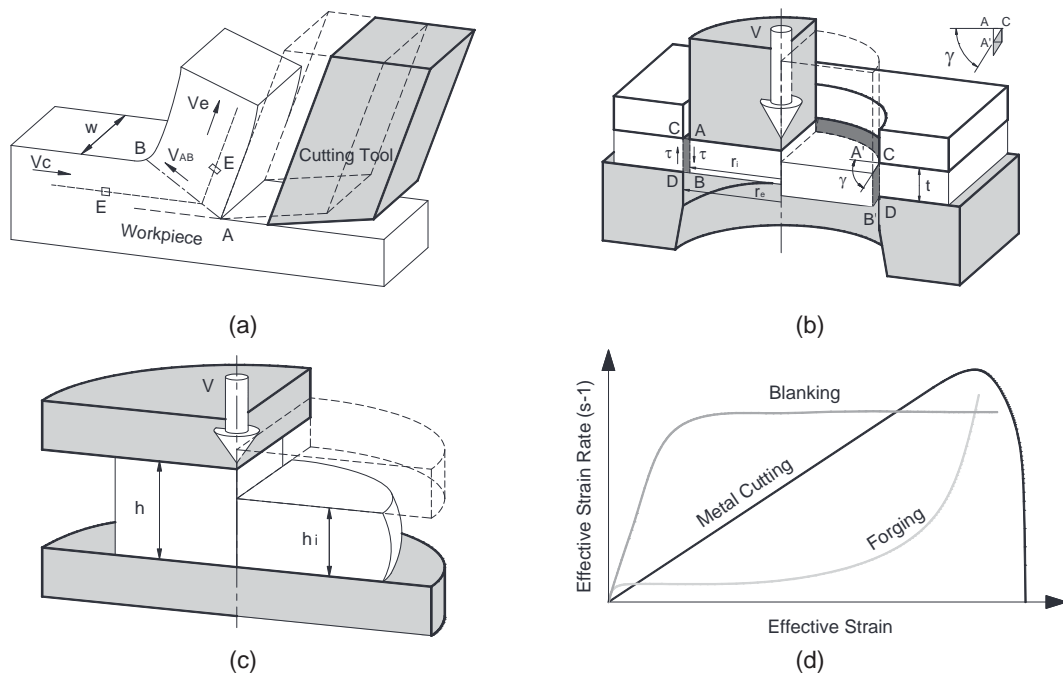 w
B
Ve
VAB
E
Cutting Tool
Vc
E
Workpiece
A
(a)
V
A C
A'
γ
C A
τ τ
ri
A' C
γ
D B
re
t
B' D
(b)
V
h
hi
(c)
Effective Strain Rate (s-1)
Blanking
Metal Cutting
Forging
Effective Strain
(d)